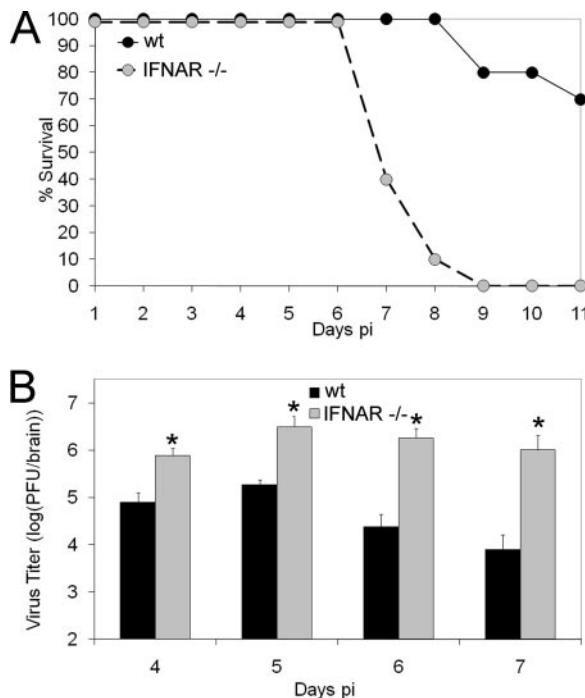 A
100
90
80
70
60
50
40
30
20
10
0
% Survival
wt
IFNAR -/-
1 2 3 4 5 6 7 8 9 10 11
Days pi
B
7
6
5
4
3
2
Virus Titer (log(PFU/brain))
wt
IFNAR -/-
* * * *
4 5 6 7
Days pi